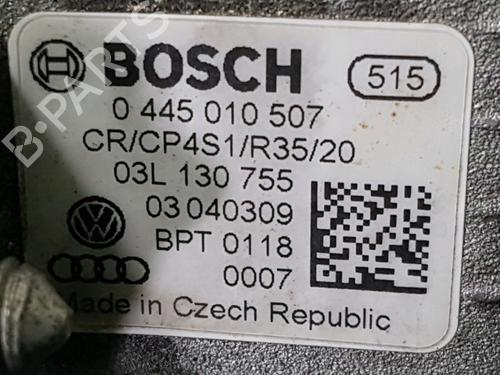 BOSCH 515
0 445 010 507
CR/CP4S1/R35/20
03L 130 755
03 040309
BPT 0118
0007
Made in Czech Republic
B-PARTS